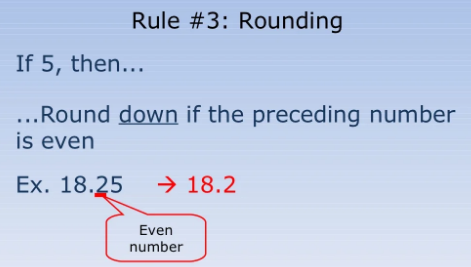 Rule #3: Rounding
If 5, then...
...Round down if the preceding number
is even
Ex. 18.25 → 18.2
Even
number